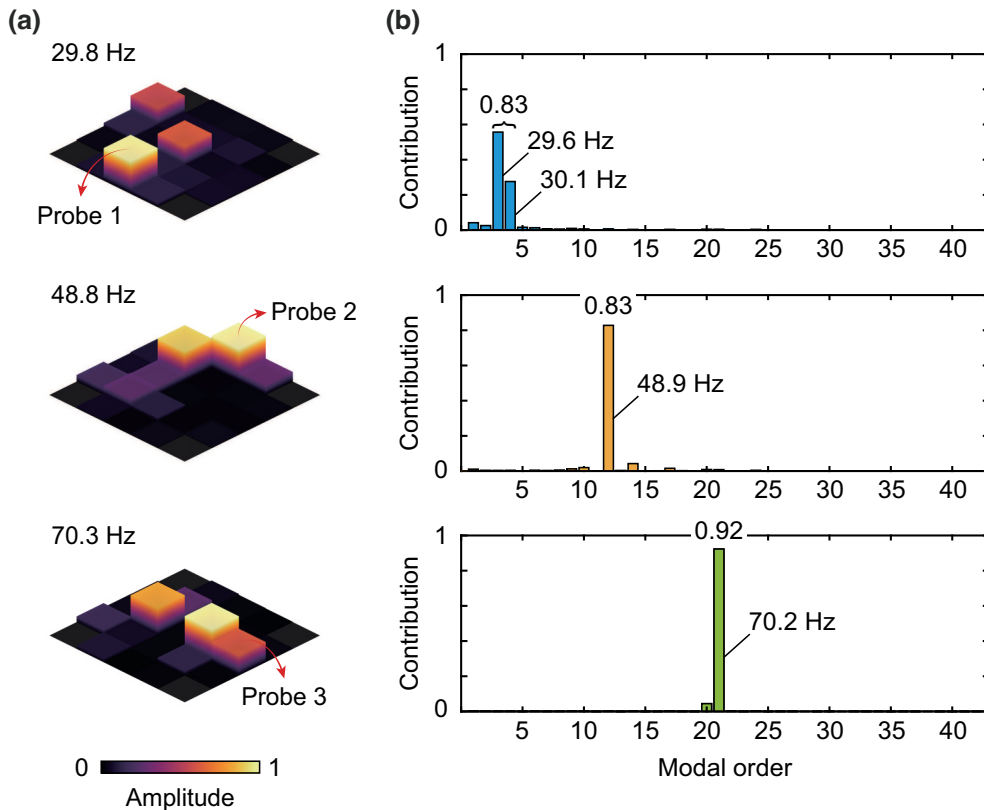 (a)
29.8 Hz
Probe 1
48.8 Hz
Probe 2
70.3 Hz
Probe 3
0 1
Amplitude
(b)
1
Contribution
0.83
29.6 Hz
30.1 Hz
0
5 10 15 20 25 30 35 40
1
Contribution
0.83
48.9 Hz
0
5 10 15 20 25 30 35 40
1
Contribution
0.92
70.2 Hz
0
5 10 15 20 25 30 35 40
Modal order